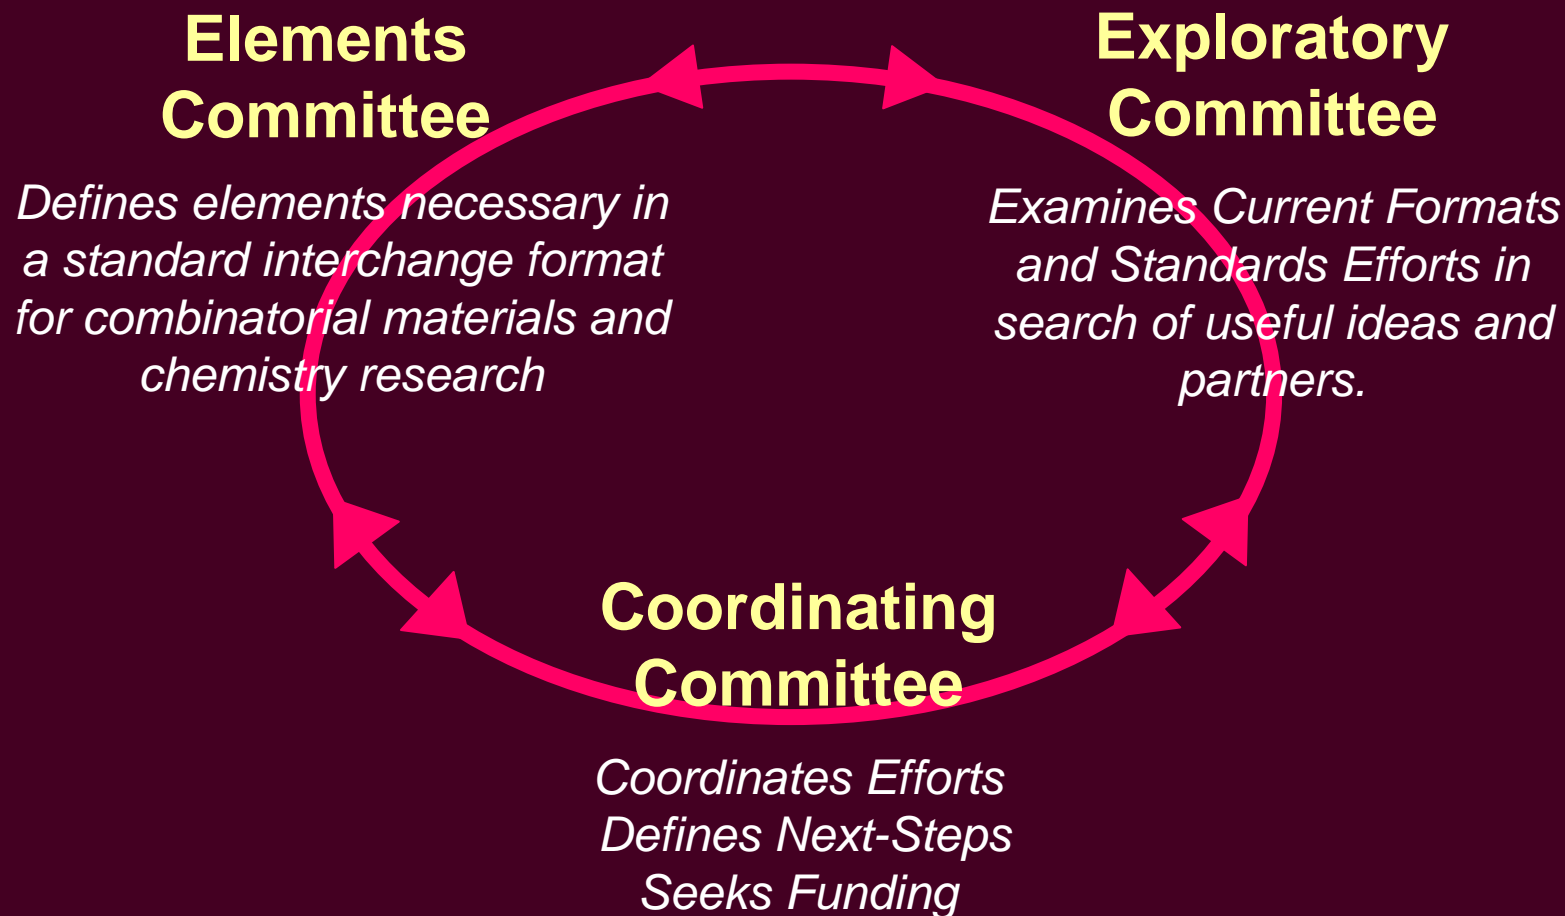 Elements
Committee
Defines elements necessary in
a standard interchange format
for combinatorial materials and
chemistry research
Exploratory
Committee
Examines Current Formats
and Standards Efforts in
search of useful ideas and
partners.
Coordinating
Committee
Coordinates Efforts
Defines Next-Steps
Seeks Funding